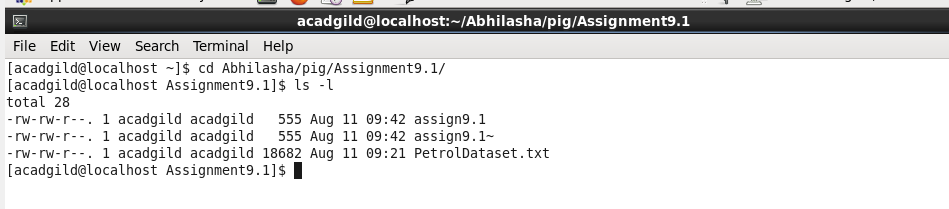 acadgild@localhost:~/Abhilasha/pig/Assignment9.1
File Edit View Search Terminal Help
[acadgild@localhost ~]$ cd Abhilasha/pig/Assignment9.1/
[acadgild@localhost Assignment9.1]$ ls -l
total 28
-rw-rw-r--. 1 acadgild acadgild   555 Aug 11 09:42 assign9.1
-rw-rw-r--. 1 acadgild acadgild   555 Aug 11 09:42 assign9.1~
-rw-rw-r--. 1 acadgild acadgild 18682 Aug 11 09:21 PetrolDataset.txt
[acadgild@localhost Assignment9.1]$